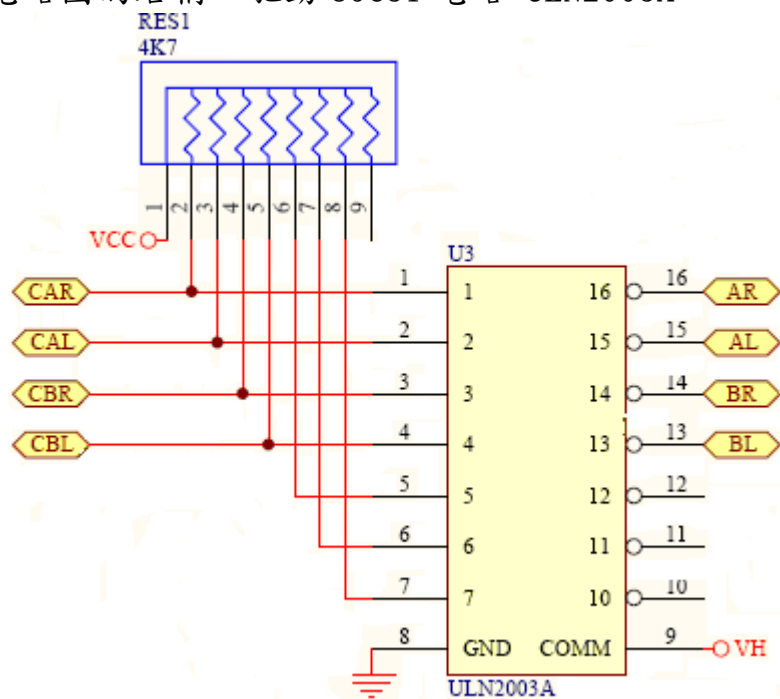 ULN2003A
RES1
4K7
1 2 3 4 5 6 7 8 9
VCC
U3
CAR 1 1 16 16 AR
CAL 2 2 15 15 AL
CBR 3 3 14 14 BR
CBL 4 4 13 13 BL
5 5 12 12
6 6 11 11
7 7 10 10
8 GND COMM 9 VH
ULN2003A